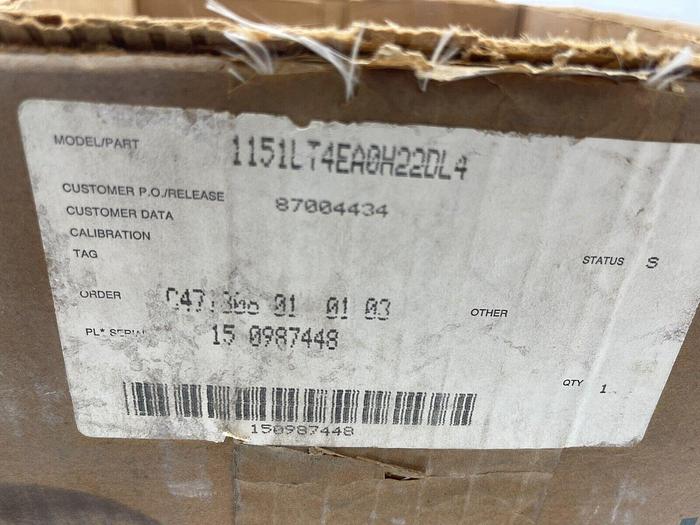 MODEL/PART 1151LT4EA0H22DL4
CUSTOMER P.O./RELEASE 87004434
CUSTOMER DATA
CALIBRATION
TAG
STATUS S
ORDER 01 01 03 OTHER
15 0987448
QTY 1
150987448